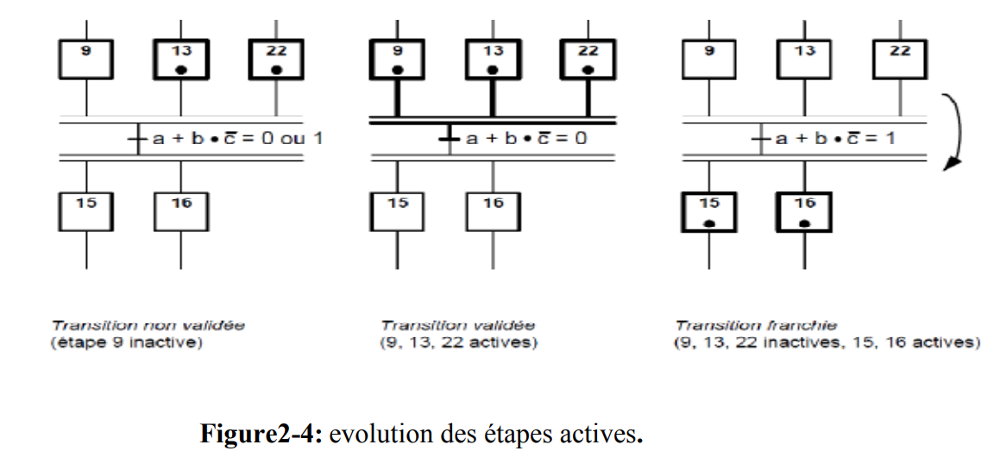 9 13 22
a + b • c̅ = 0 ou 1
15 16
Transition non validée
(étape 9 inactive)
9 13 22
a + b • c̅ = 0
15 16
Transition validée
(9, 13, 22 actives)
9 13 22
a + b • c̅ = 1
15 16
Transition franchie
(9, 13, 22 inactives, 15, 16 actives)
Figure2-4: evolution des étapes actives.